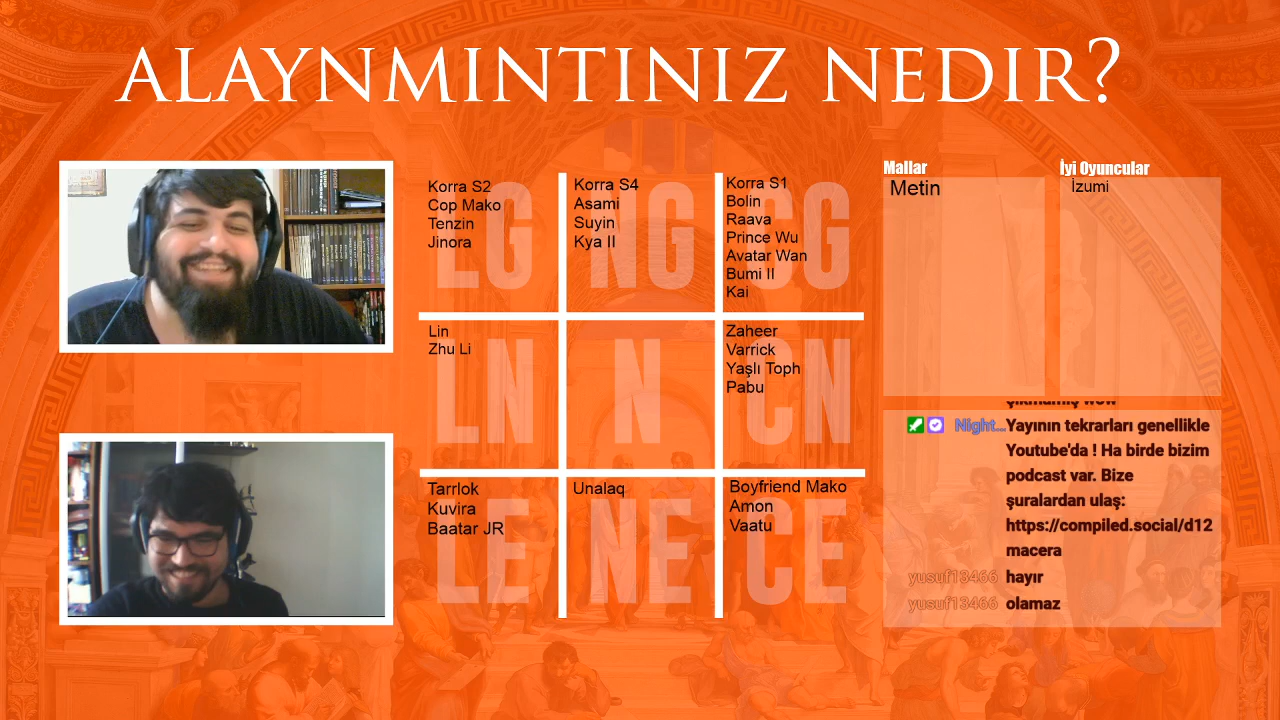 ALAYNMINTINIZ NEDIR?
LG
Korra S2
Cop Mako
Tenzin
Jinora
NG
Korra S4
Asami
Suyin
Kya II
CG
Korra S1
Bolin
Raava
Prince Wu
Avatar Wan
Bumi II
Kai
LN
Lin
Zhu Li
N
CN
Zaheer
Varrick
Yaşlı Toph
Pabu
LE
Tarrlok
Kuvira
Baatar JR
NE
Unalaq
CE
Boyfriend Mako
Amon
Vaatu
Mallar
Metin
İyi Oyuncular
İzumi
şıkmamış wow
Night... Yayının tekrarları genellikle
Youtube'da ! Ha birde bizim
podcast var. Bize
şuralardan ulaş:
https://compiled.social/d12
macera
yusuf13466 hayır
yusuf13466 olamaz